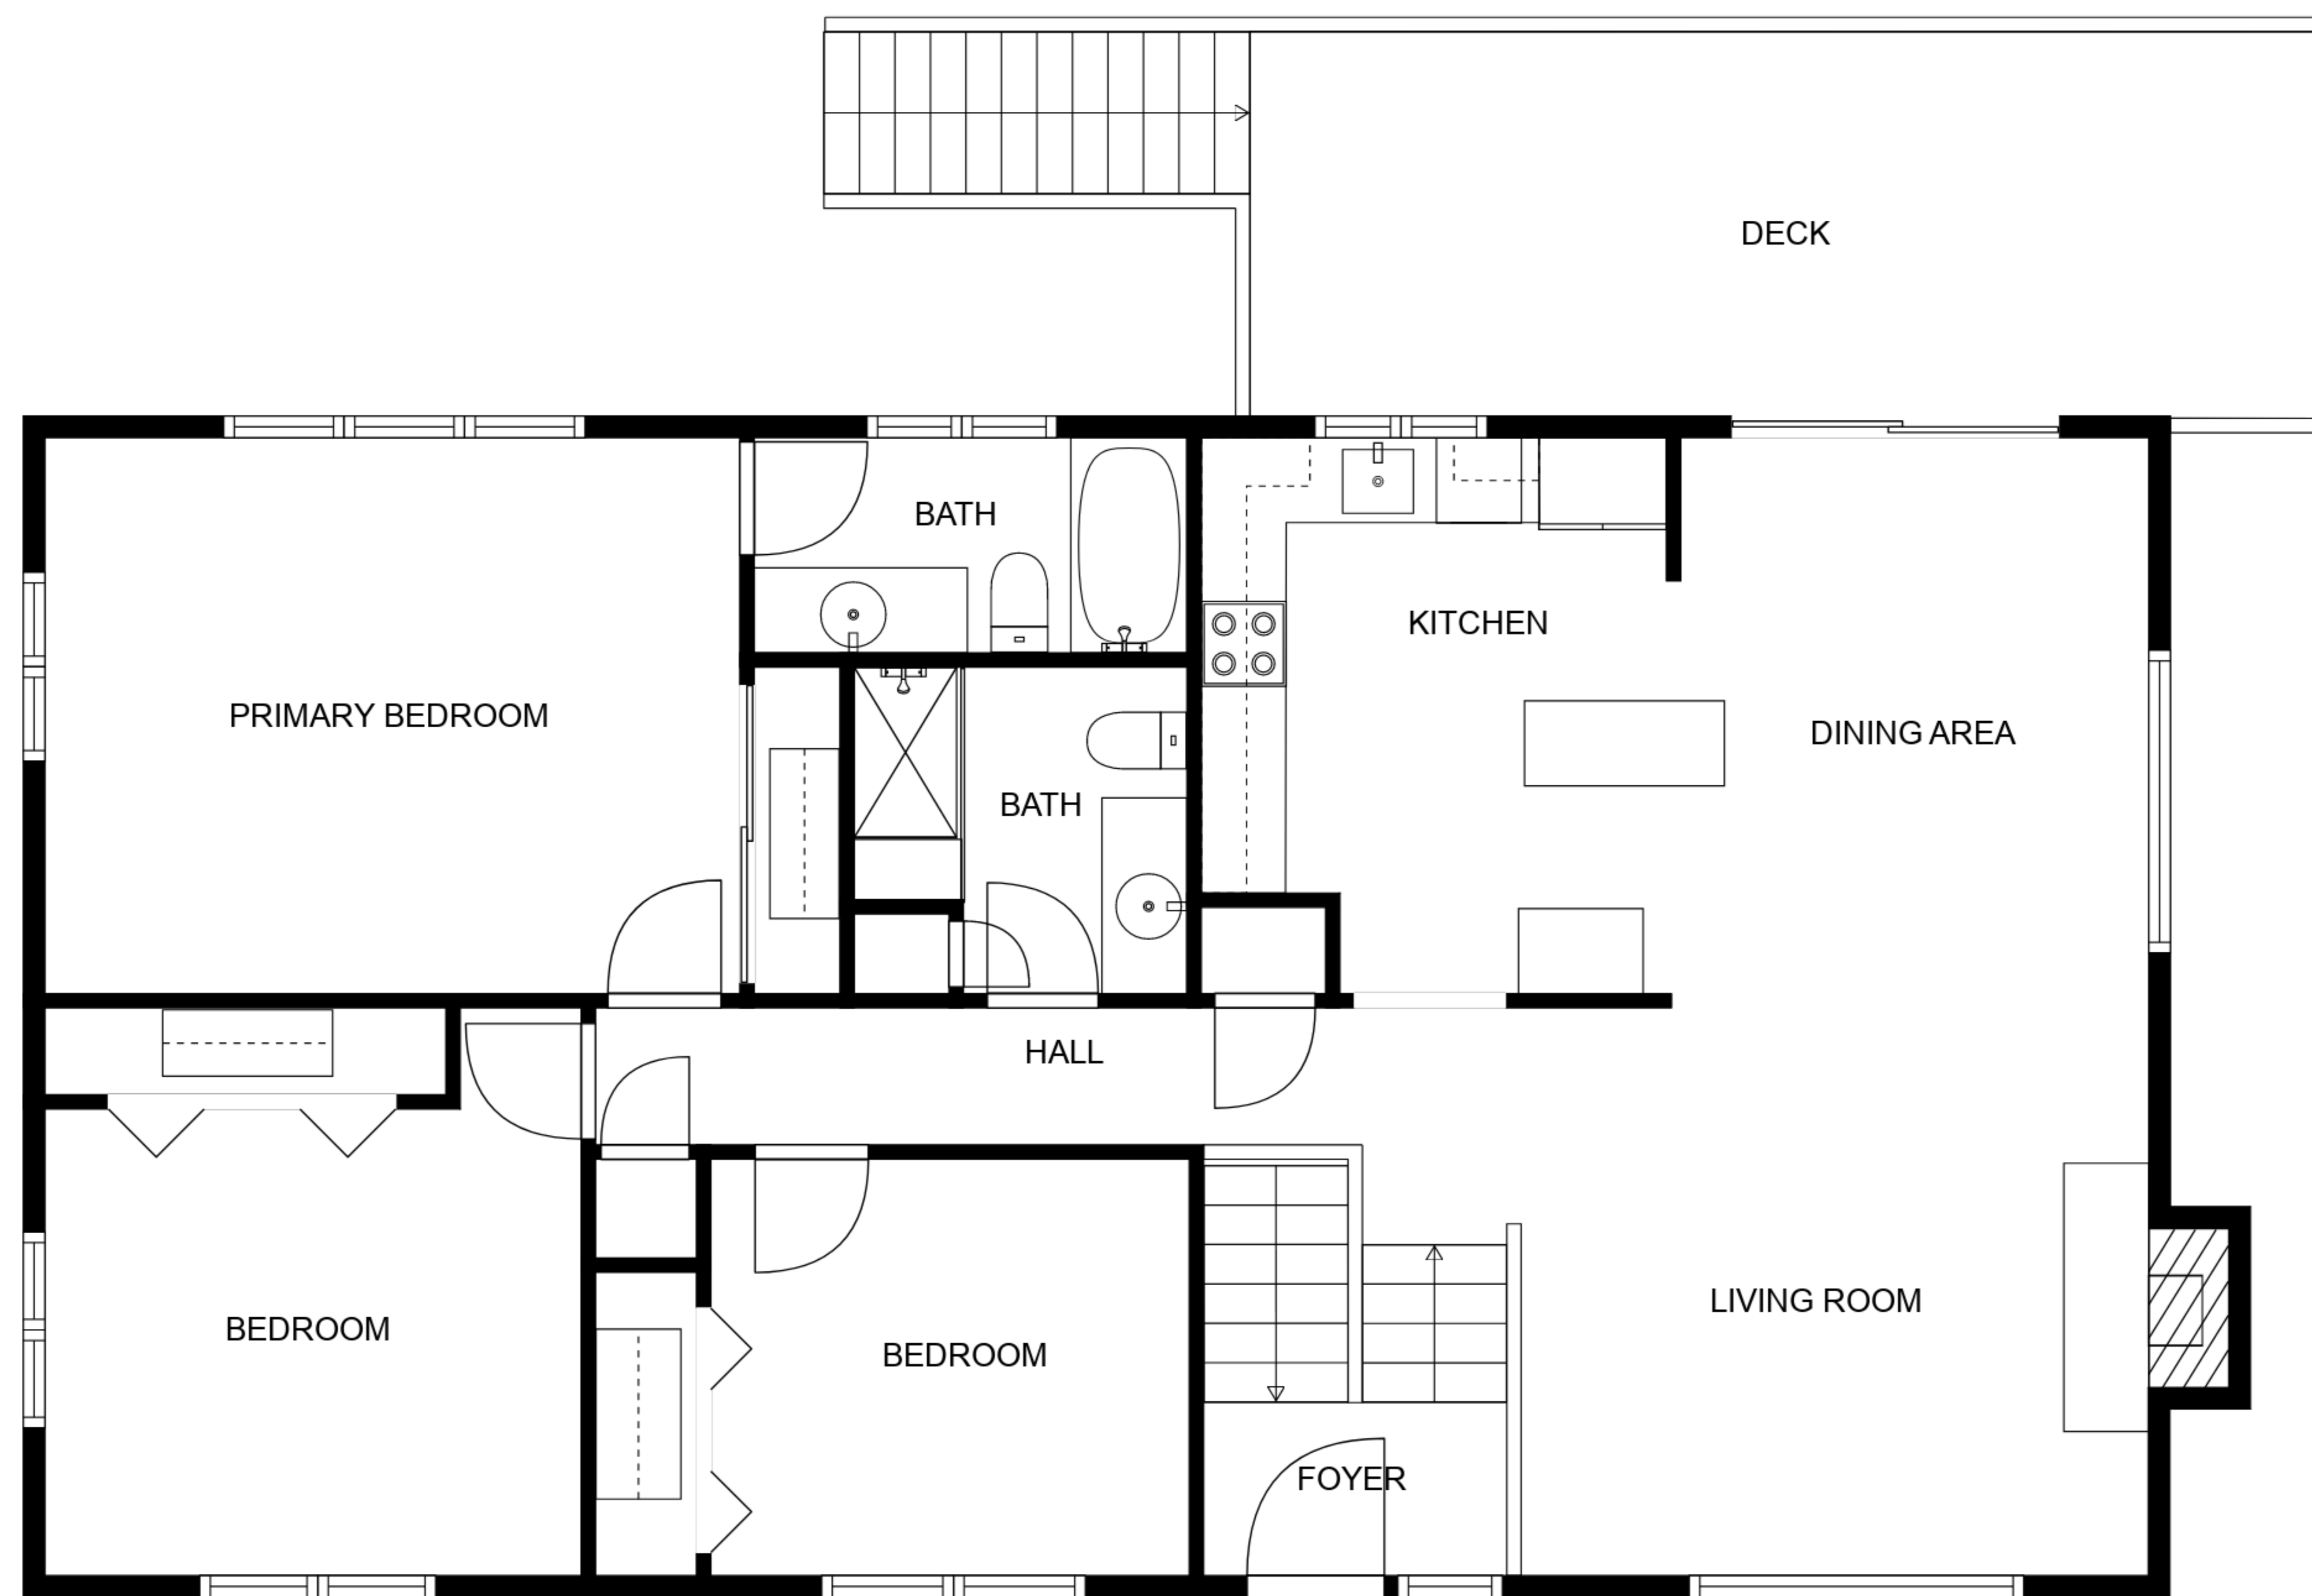 DECK
BATH
KITCHEN
PRIMARY BEDROOM
DINING AREA
BATH
HALL
LIVING ROOM
BEDROOM
BEDROOM
FOYER